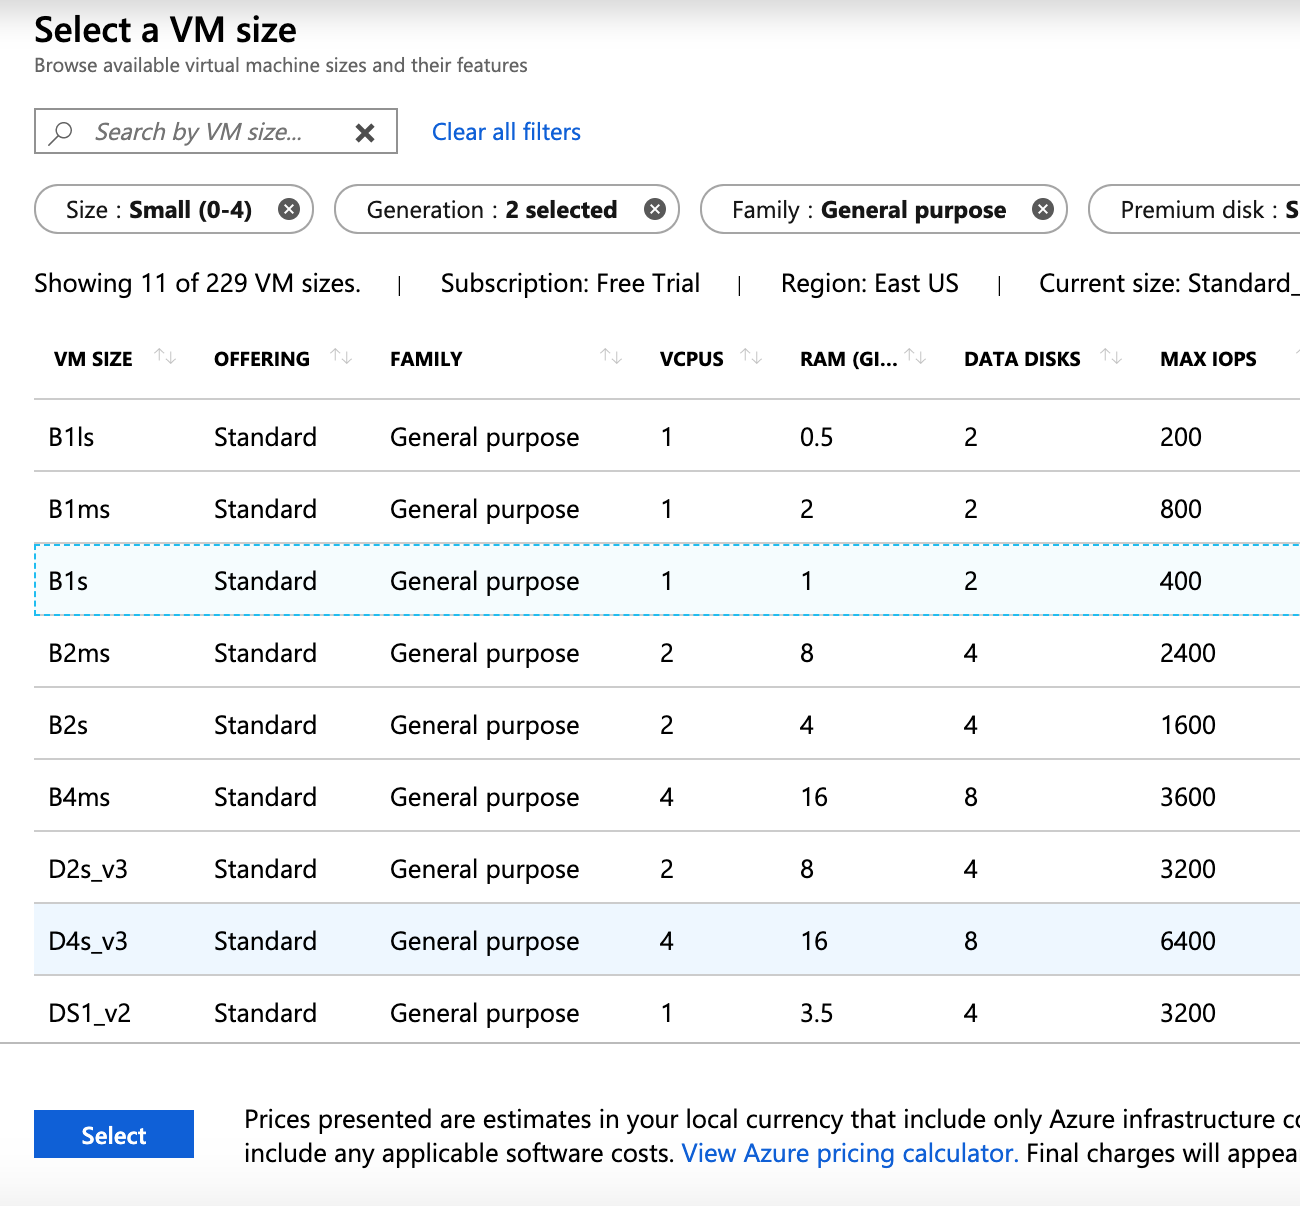 Select a VM size
Browse available virtual machine sizes and their features
Search by VM size... Clear all filters
Size : Small (0-4) Generation : 2 selected Family : General purpose Premium disk : S
Showing 11 of 229 VM sizes. | Subscription: Free Trial | Region: East US | Current size: Standard_
VM SIZE OFFERING FAMILY VCPUS RAM (GI... DATA DISKS MAX IOPS
B1ls Standard General purpose 1 0.5 2 200
B1ms Standard General purpose 1 2 2 800
B1s Standard General purpose 1 1 2 400
B2ms Standard General purpose 2 8 4 2400
B2s Standard General purpose 2 4 4 1600
B4ms Standard General purpose 4 16 8 3600
D2s_v3 Standard General purpose 2 8 4 3200
D4s_v3 Standard General purpose 4 16 8 6400
DS1_v2 Standard General purpose 1 3.5 4 3200
Select
Prices presented are estimates in your local currency that include only Azure infrastructure co
include any applicable software costs. View Azure pricing calculator. Final charges will appea